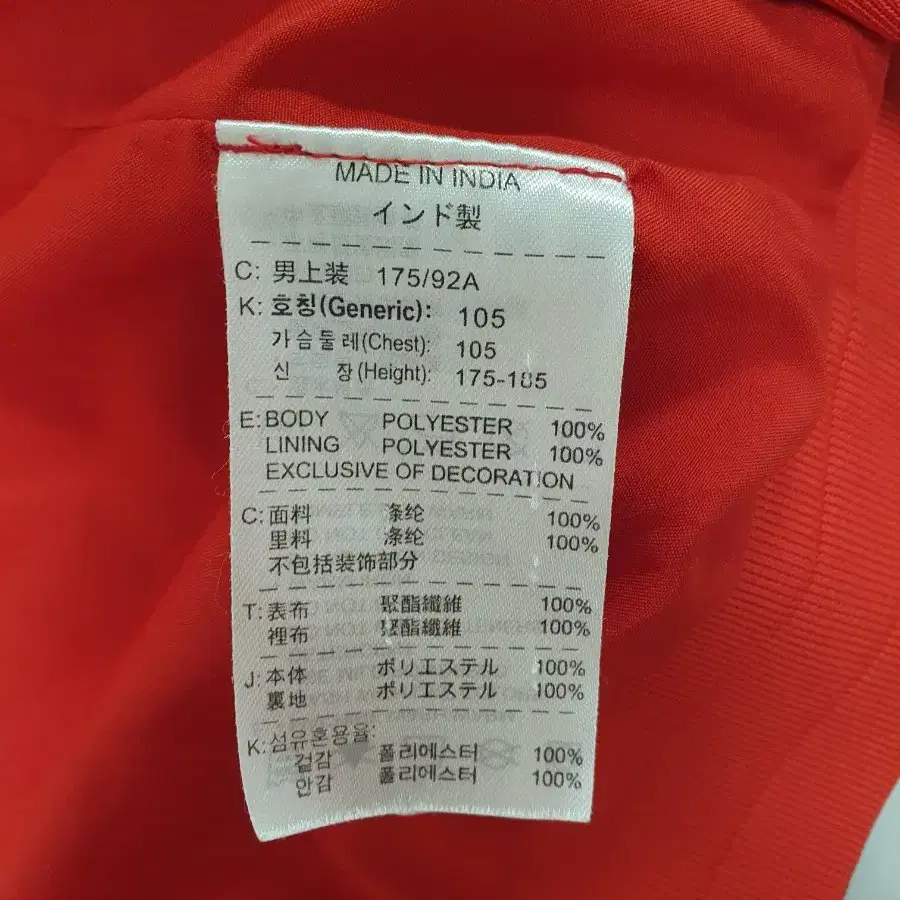 MADE IN INDIA
インド製
C: 男上装 175/92A
K: 호칭(Generic): 105
가슴둘레(Chest): 105
신 장(Height): 175-185
E: BODY POLYESTER 100%
LINING POLYESTER 100%
EXCLUSIVE OF DECORATION
C: 面料 涤纶 100%
里料 涤纶 100%
不包括装饰部分
T: 表布 聚酯纖維 100%
裡布 聚酯纖維 100%
J: 本体 ポリエステル 100%
裏地 ポリエステル 100%
K: 섬유혼용율:
겉감 폴리에스터 100%
안감 폴리에스터 100%